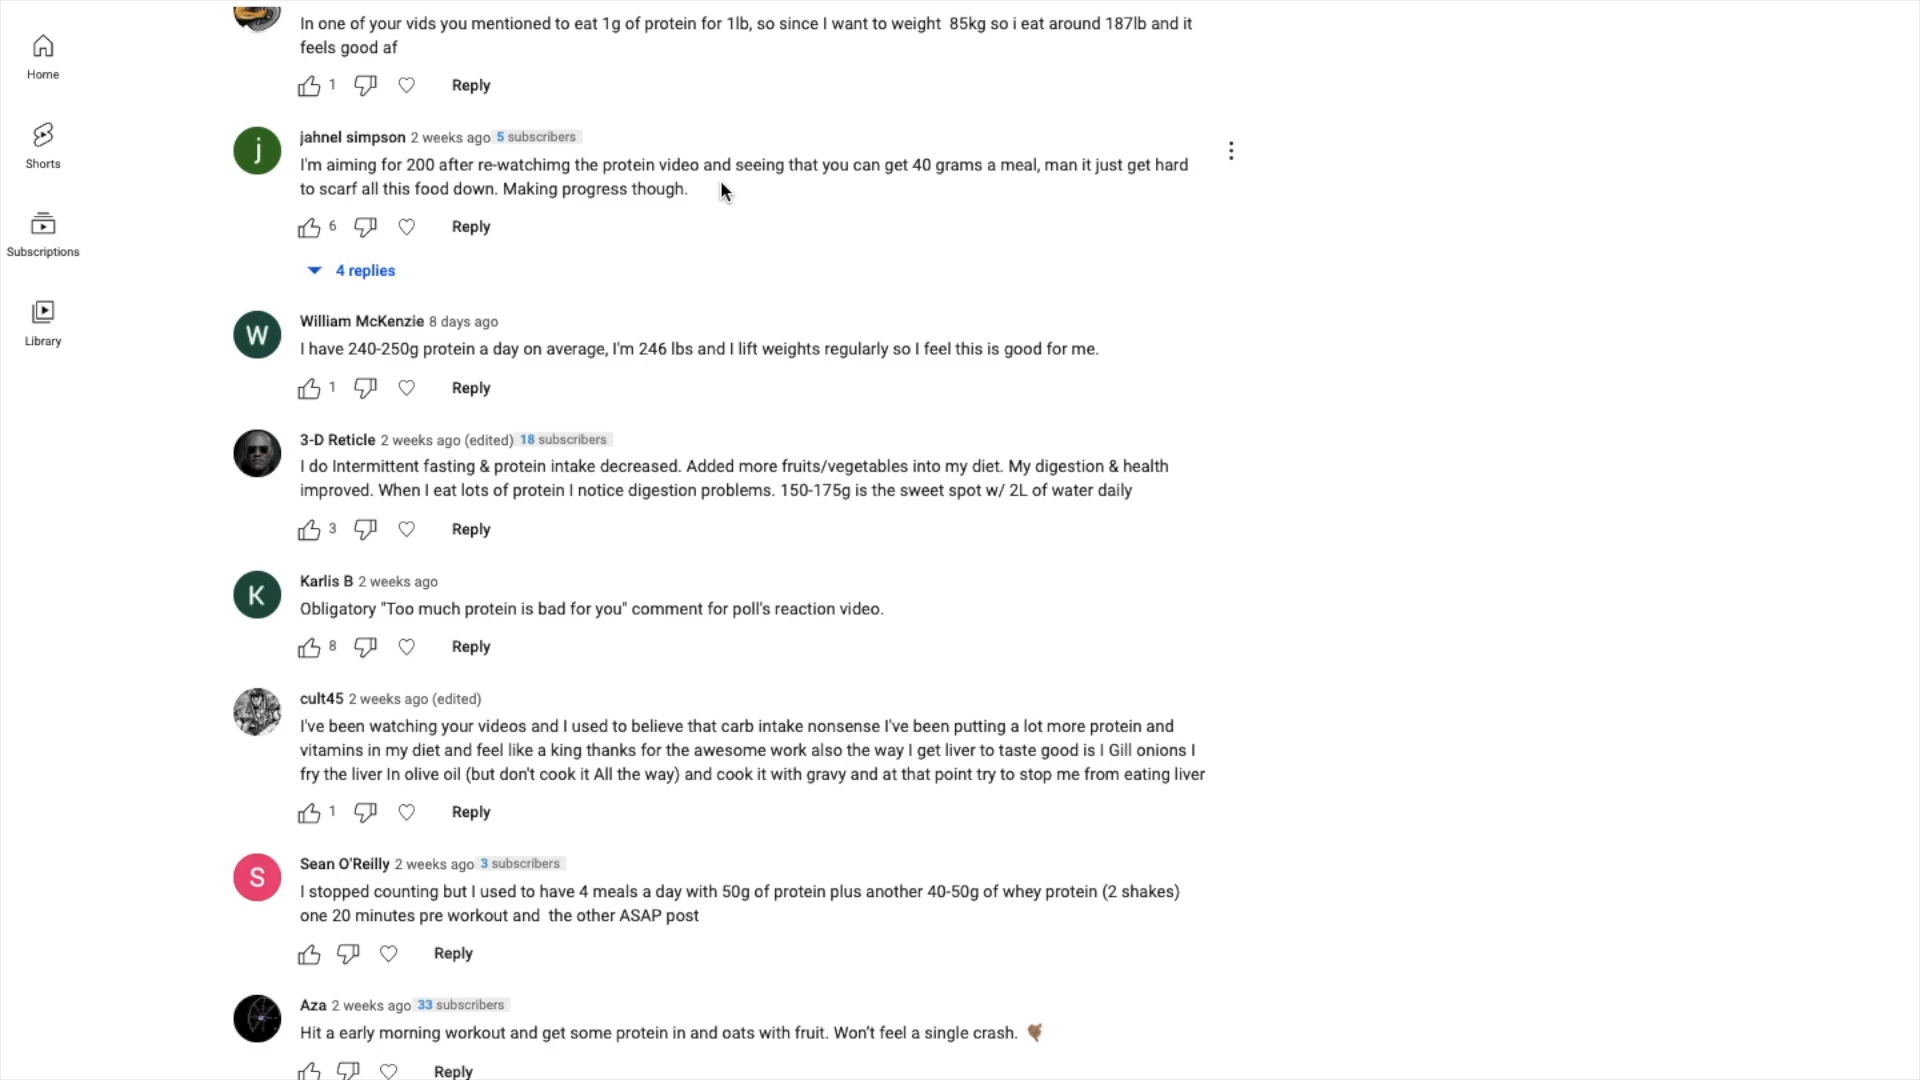 Home
Shorts
Subscriptions
Library
In one of your vids you mentioned to eat 1g of protein for 1lb, so since I want to weight  85kg so i eat around 187lb and it
feels good af
1 Reply
jahnel simpson 2 weeks ago 5 subscribers
I'm aiming for 200 after re-watchimg the protein video and seeing that you can get 40 grams a meal, man it just get hard
to scarf all this food down. Making progress though.
6 Reply
4 replies
William McKenzie 8 days ago
I have 240-250g protein a day on average, I'm 246 lbs and I lift weights regularly so I feel this is good for me.
1 Reply
3-D Reticle 2 weeks ago (edited) 18 subscribers
I do Intermittent fasting & protein intake decreased. Added more fruits/vegetables into my diet. My digestion & health
improved. When I eat lots of protein I notice digestion problems. 150-175g is the sweet spot w/ 2L of water daily
3 Reply
Karlis B 2 weeks ago
Obligatory "Too much protein is bad for you" comment for poll's reaction video.
8 Reply
cult45 2 weeks ago (edited)
I've been watching your videos and I used to believe that carb intake nonsense I've been putting a lot more protein and
vitamins in my diet and feel like a king thanks for the awesome work also the way I get liver to taste good is I Gill onions I
fry the liver In olive oil (but don't cook it All the way) and cook it with gravy and at that point try to stop me from eating liver
1 Reply
Sean O'Reilly 2 weeks ago 3 subscribers
I stopped counting but I used to have 4 meals a day with 50g of protein plus another 40-50g of whey protein (2 shakes)
one 20 minutes pre workout and  the other ASAP post
Reply
Aza 2 weeks ago 33 subscribers
Hit a early morning workout and get some protein in and oats with fruit. Won't feel a single crash.
Reply
j
W
K
S